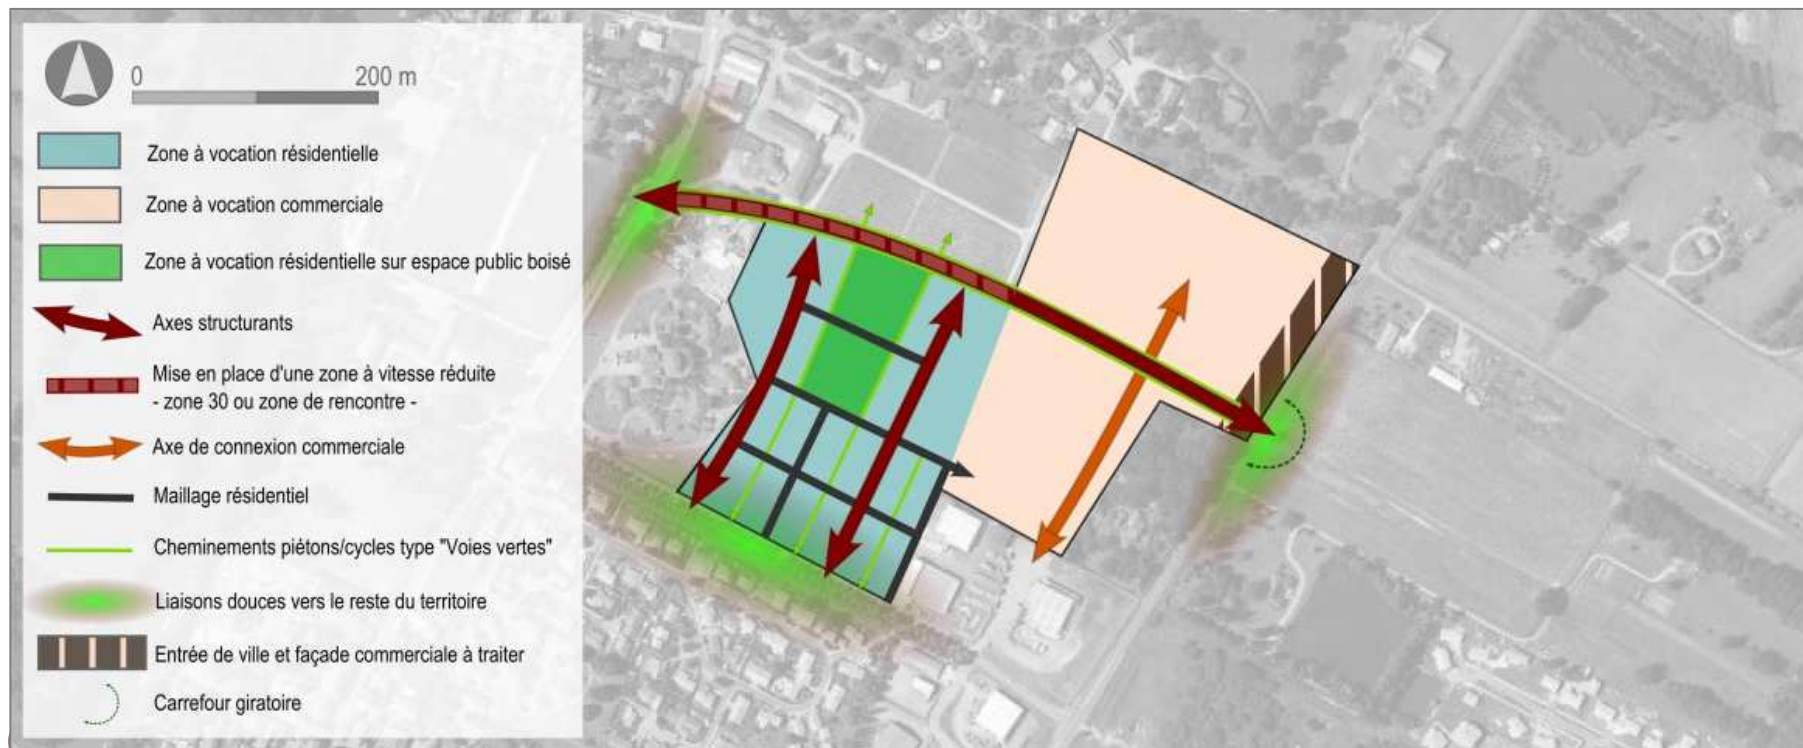 0 200 m
Zone à vocation résidentielle
Zone à vocation commerciale
Zone à vocation résidentielle sur espace public boisé
Axes structurants
Mise en place d'une zone à vitesse réduite
- zone 30 ou zone de rencontre -
Axe de connexion commerciale
Maillage résidentiel
Cheminements piétons/cycles type "Voies vertes"
Liaisons douces vers le reste du territoire
Entrée de ville et façade commerciale à traiter
Carrefour giratoire